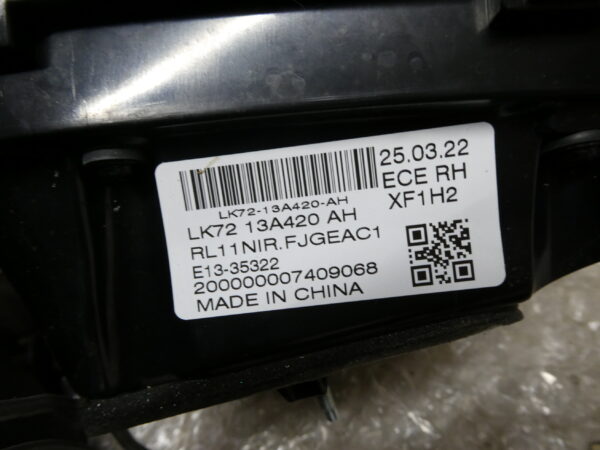 25.03.22
ECE RH
XF1H2
LK72-13A420-AH
LK72 13A420 AH
RL11NIR.FJGEAC1
E13-35322
200000007409068
MADE IN CHINA